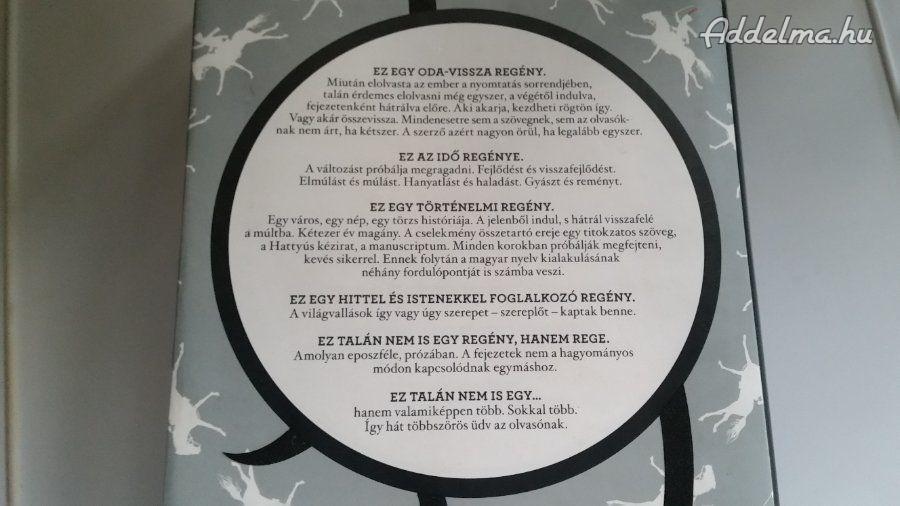 Addelma.hu
EZ EGY ODA-VISSZA REGÉNY.
Miután elolvasta az ember a nyomtatás sorrendjében,
talán érdemes elolvasni még egyszer, a végétől indulva,
fejezetenként hátrálva előre. Aki akarja, kezdheti rögtön így.
Vagy akár összevissza. Mindenesetre sem a szövegnek, sem az olvasók-
nak nem árt, ha kétszer. A szerző azért nagyon örül, ha legalább egyszer.
EZ AZ IDŐ REGÉNYE.
A változást próbálja megragadni. Fejlődést és visszafejlődést.
Elmúlást és múlást. Hanyatlást és haladást. Gyászt és reményt.
EZ EGY TÖRTÉNELMI REGÉNY.
Egy város, egy nép, egy törzs históriája. A jelenből indul, s hátrál visszafelé
a múltba. Kétezer év magány. A cselekmény összetartó ereje egy titokzatos szöveg,
a Hattyús kézirat, a manuscriptum. Minden korokban próbálják megfejteni,
kevés sikerrel. Ennek folytán a magyar nyelv kialakulásának
néhány fordulópontját is számba veszi.
EZ EGY HITTEL ÉS ISTENEKKEL FOGLALKOZÓ REGÉNY.
A világvallások így vagy úgy szerepet – szereplőt – kaptak benne.
EZ TALÁN NEM IS EGY REGÉNY, HANEM REGE.
Amolyan eposzféle, prózában. A fejezetek nem a hagyományos
módon kapcsolódnak egymáshoz.
EZ TALÁN NEM IS EGY...
hanem valamiképpen több. Sokkal több.
Így hát többszörös üdv az olvasónak.